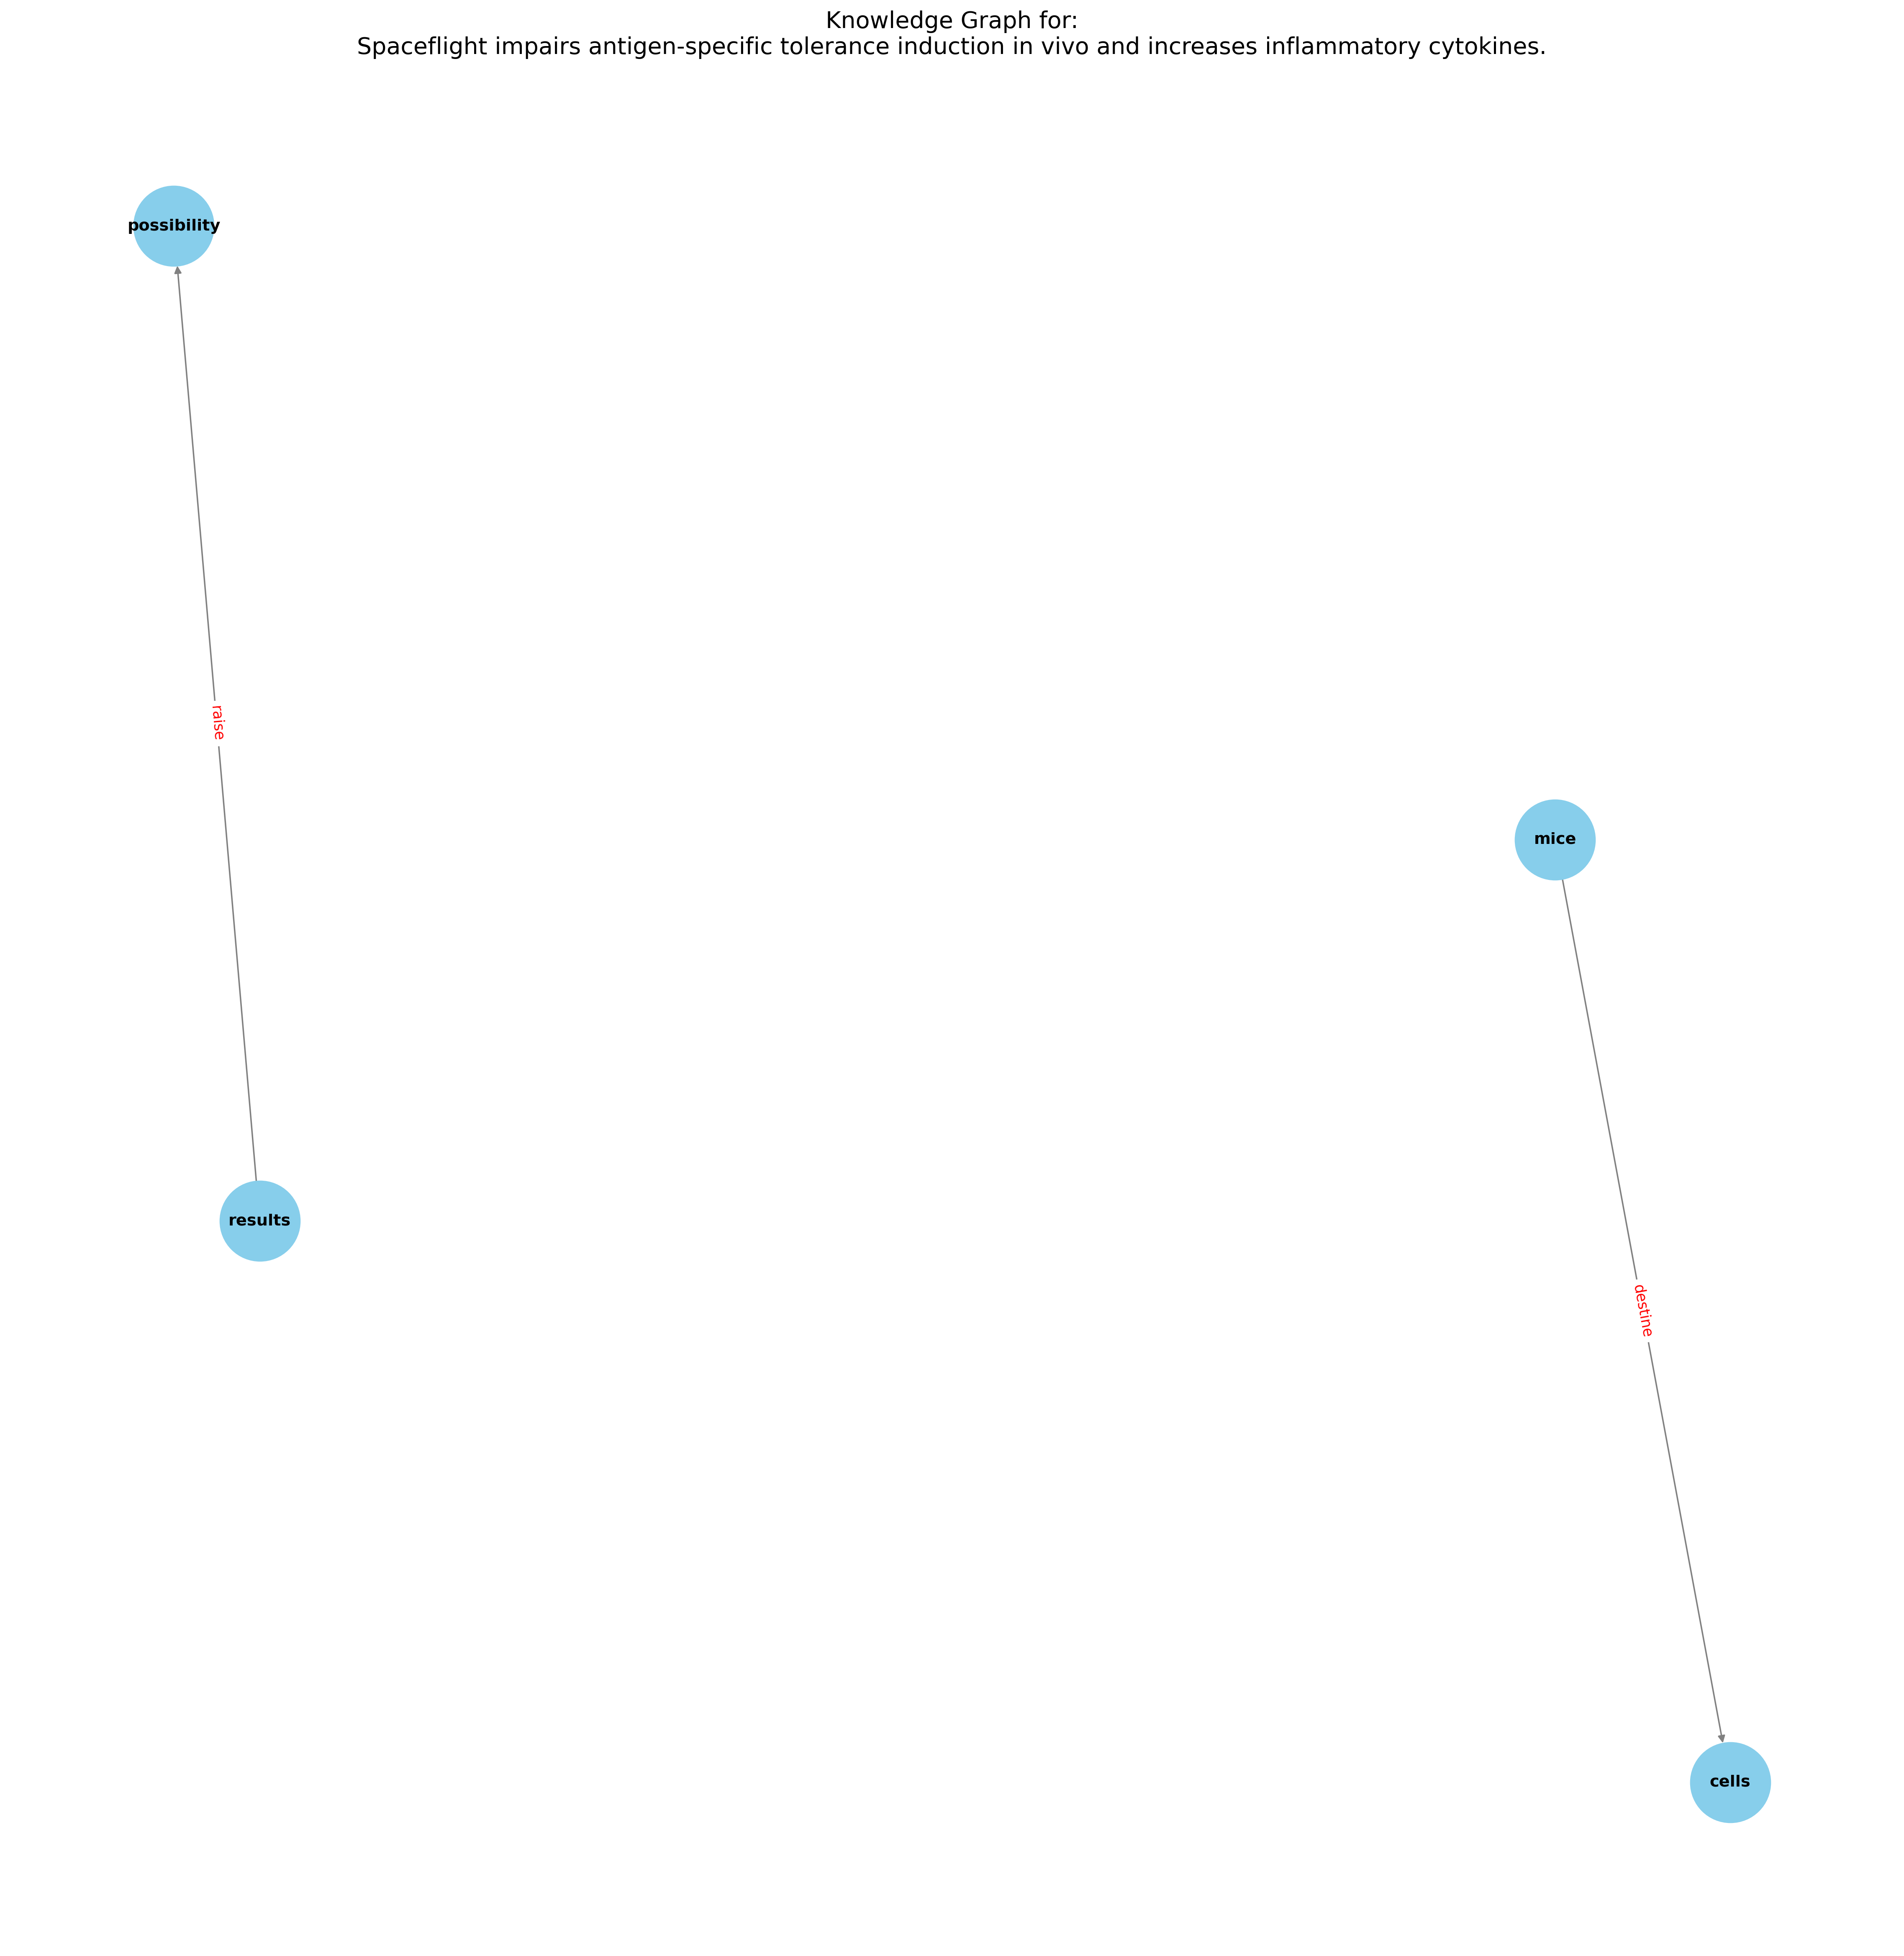 Knowledge Graph for:
Spaceflight impairs antigen-specific tolerance induction in vivo and increases inflammatory cytokines.
possibility
raise
mice
results
destine
cells